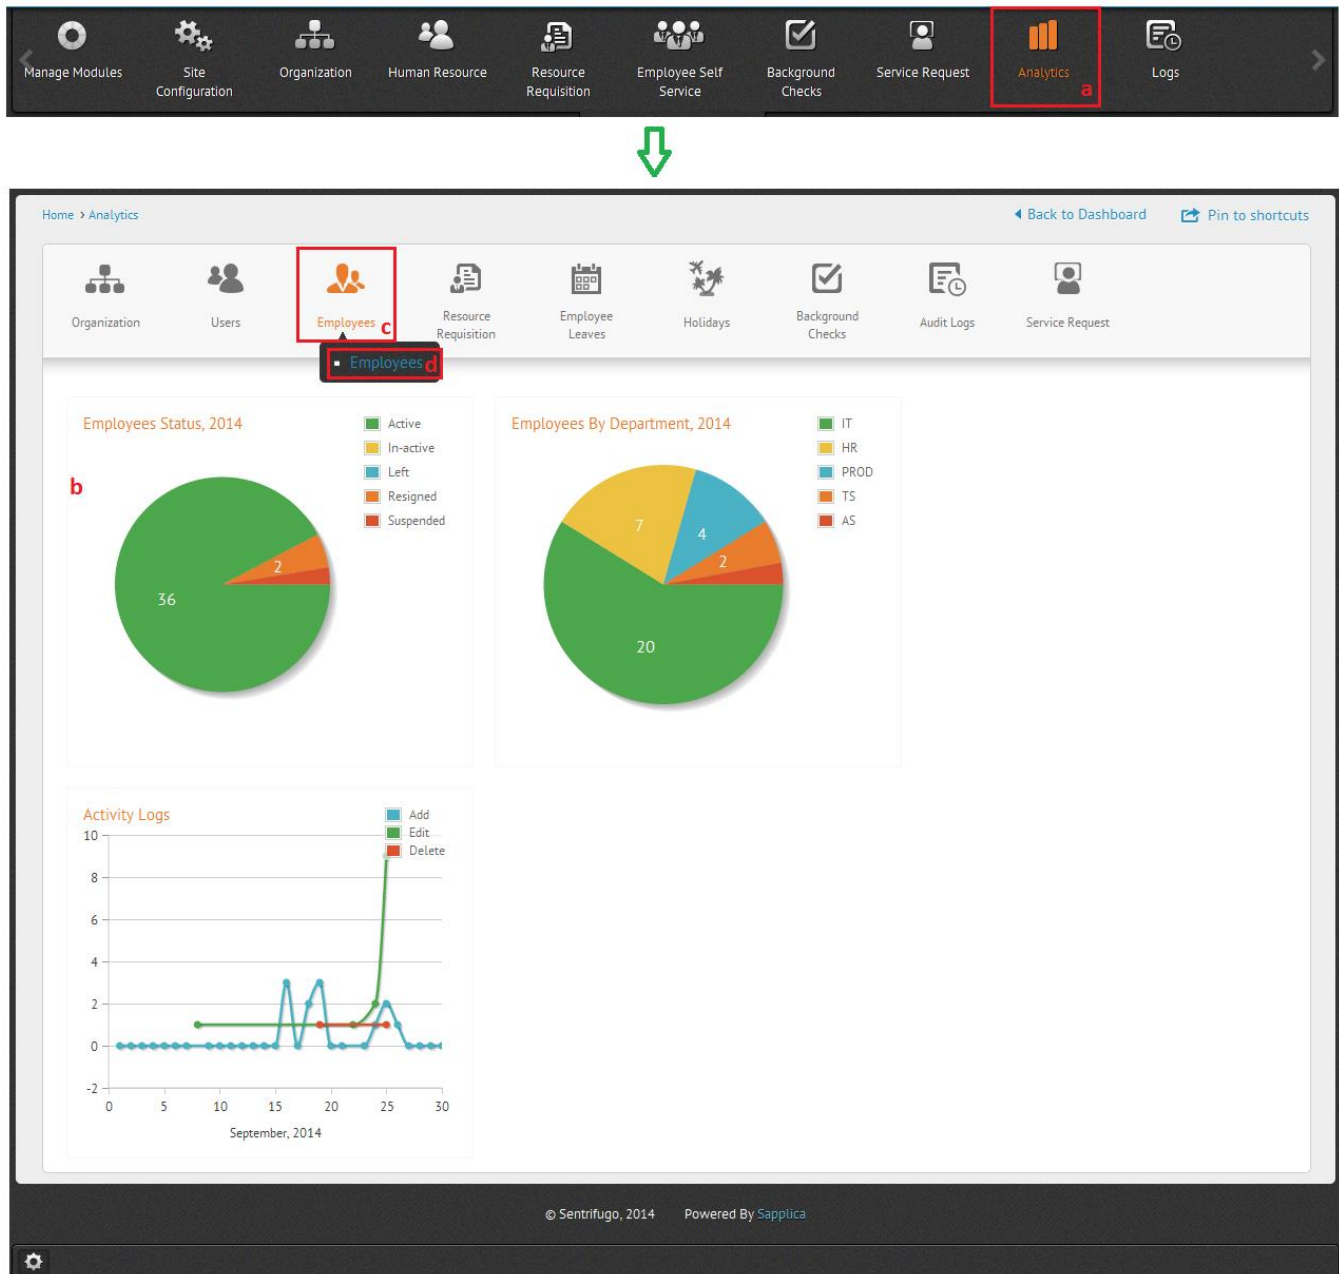 Manage Modules
Site
Configuration
Organization
Human Resource
Resource
Requisition
Employee Self
Service
Background
Checks
Service Request
Analytics
a
Logs
Home › Analytics
Back to Dashboard
Pin to shortcuts
Organization
Users
Employees
c
Resource
Requisition
Employee
Leaves
Holidays
Background
Checks
Audit Logs
Service Request
Employees
d
Employees Status, 2014
Active
In-active
Left
Resigned
Suspended
b
2
36
Employees By Department, 2014
IT
HR
PROD
TS
AS
7
4
2
20
Activity Logs
Add
Edit
Delete
10
8
6
4
2
0
-2
0 5 10 15 20 25 30
September, 2014
© Sentrifugo, 2014 Powered By Sapplica